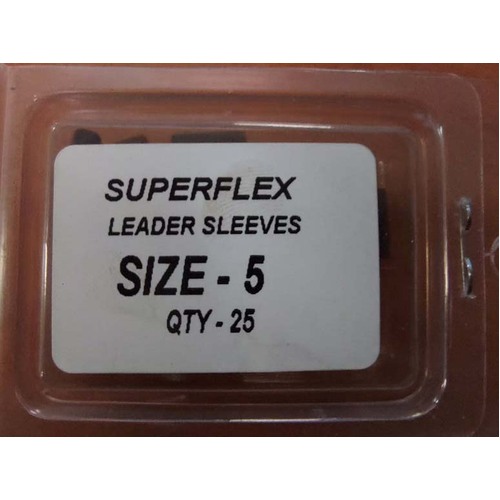 SUPERFLEX
LEADER SLEEVES
SIZE - 5
QTY - 25